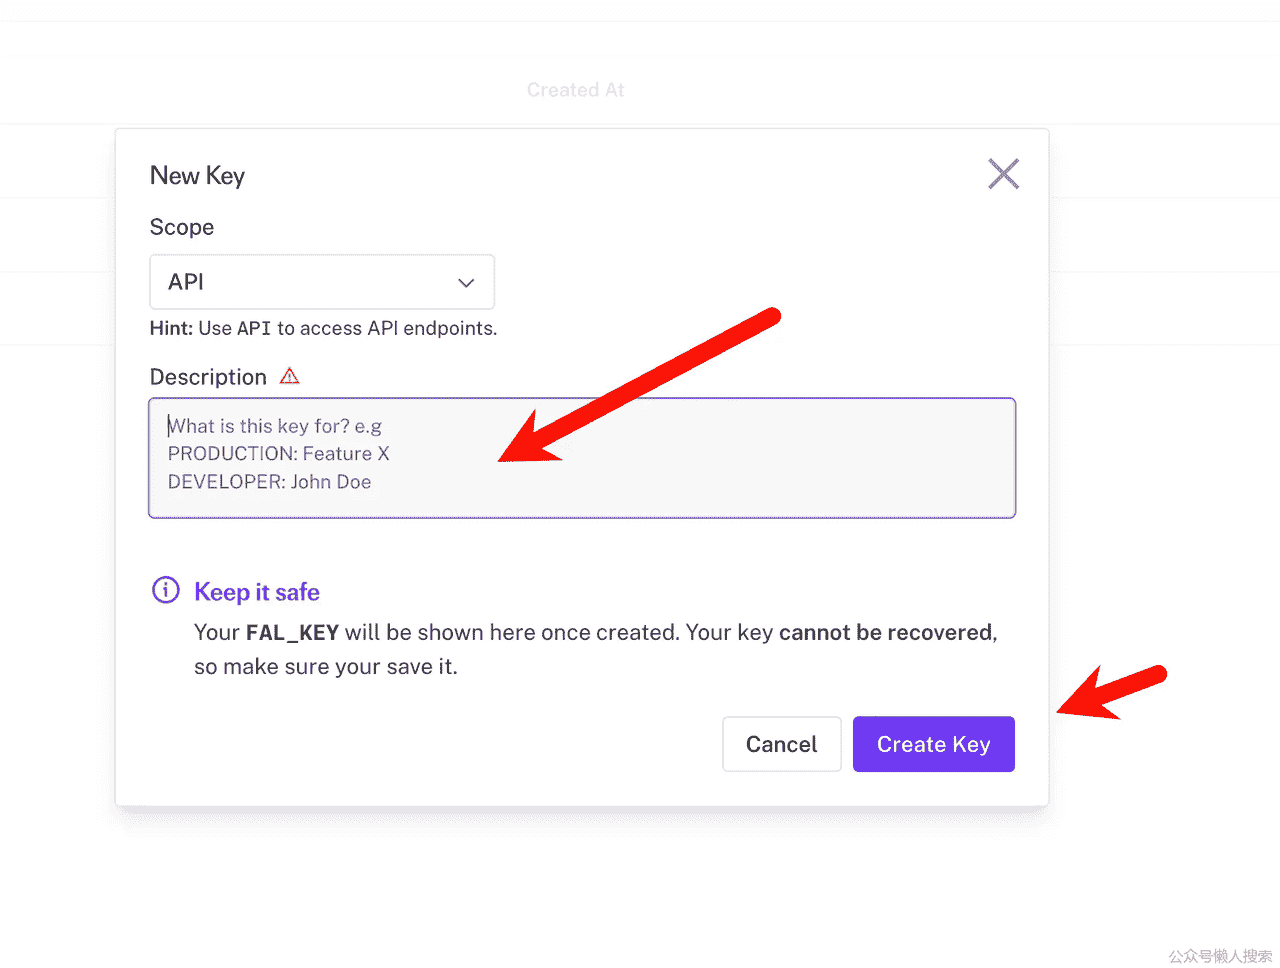 Created At
New Key
Scope
API
Hint: Use API to access API endpoints.
Description
What is this key for? e.g
PRODUCTION: Feature X
DEVELOPER: John Doe
Keep it safe
Your FAL_KEY will be shown here once created. Your key cannot be recovered,
so make sure your save it.
Cancel
Create Key
公众号懒人搜索